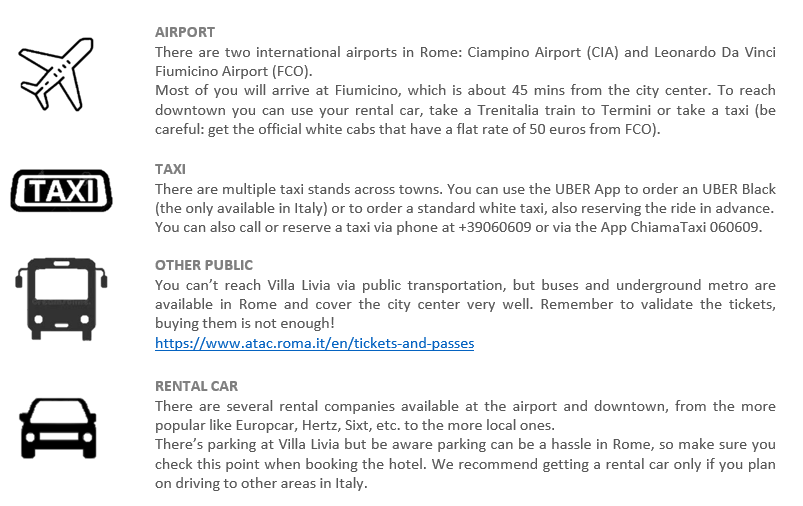 AIRPORT
There are two international airports in Rome: Ciampino Airport (CIA) and Leonardo Da Vinci
Fiumicino Airport (FCO).
Most of you will arrive at Fiumicino, which is about 45 mins from the city center. To reach
downtown you can use your rental car, take a Trenitalia train to Termini or take a taxi (be
careful: get the official white cabs that have a flat rate of 50 euros from FCO).
TAXI
TAXI
There are multiple taxi stands across towns. You can use the UBER App to order an UBER Black
(the only available in Italy) or to order a standard white taxi, also reserving the ride in advance.
You can also call or reserve a taxi via phone at +39060609 or via the App ChiamaTaxi 060609.
OTHER PUBLIC
You can’t reach Villa Livia via public transportation, but buses and underground metro are
available in Rome and cover the city center very well. Remember to validate the tickets,
buying them is not enough!
https://www.atac.roma.it/en/tickets-and-passes
RENTAL CAR
There are several rental companies available at the airport and downtown, from the more
popular like Europcar, Hertz, Sixt, etc. to the more local ones.
There’s parking at Villa Livia but be aware parking can be a hassle in Rome, so make sure you
check this point when booking the hotel. We recommend getting a rental car only if you plan
on driving to other areas in Italy.